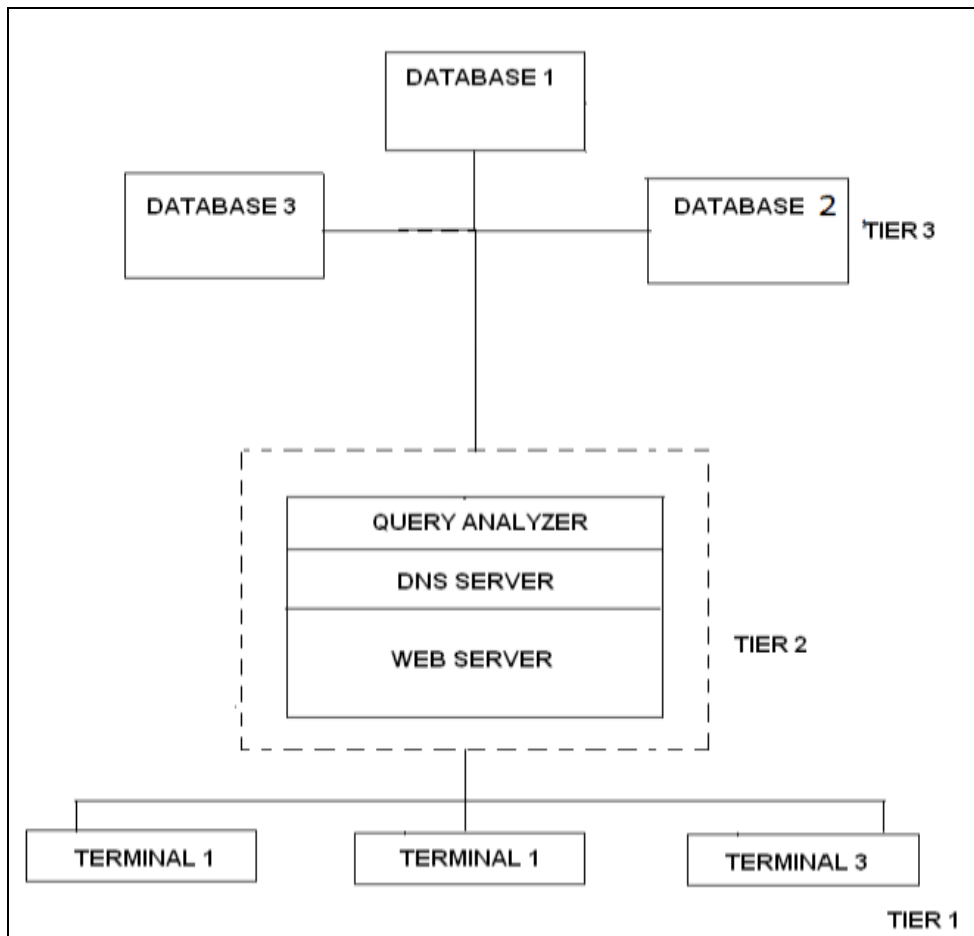 DATABASE 1
DATABASE 3
DATABASE 2
TIER 3
QUERY ANALYZER
DNS SERVER
WEB SERVER
TIER 2
TERMINAL 1
TERMINAL 1
TERMINAL 3
TIER 1